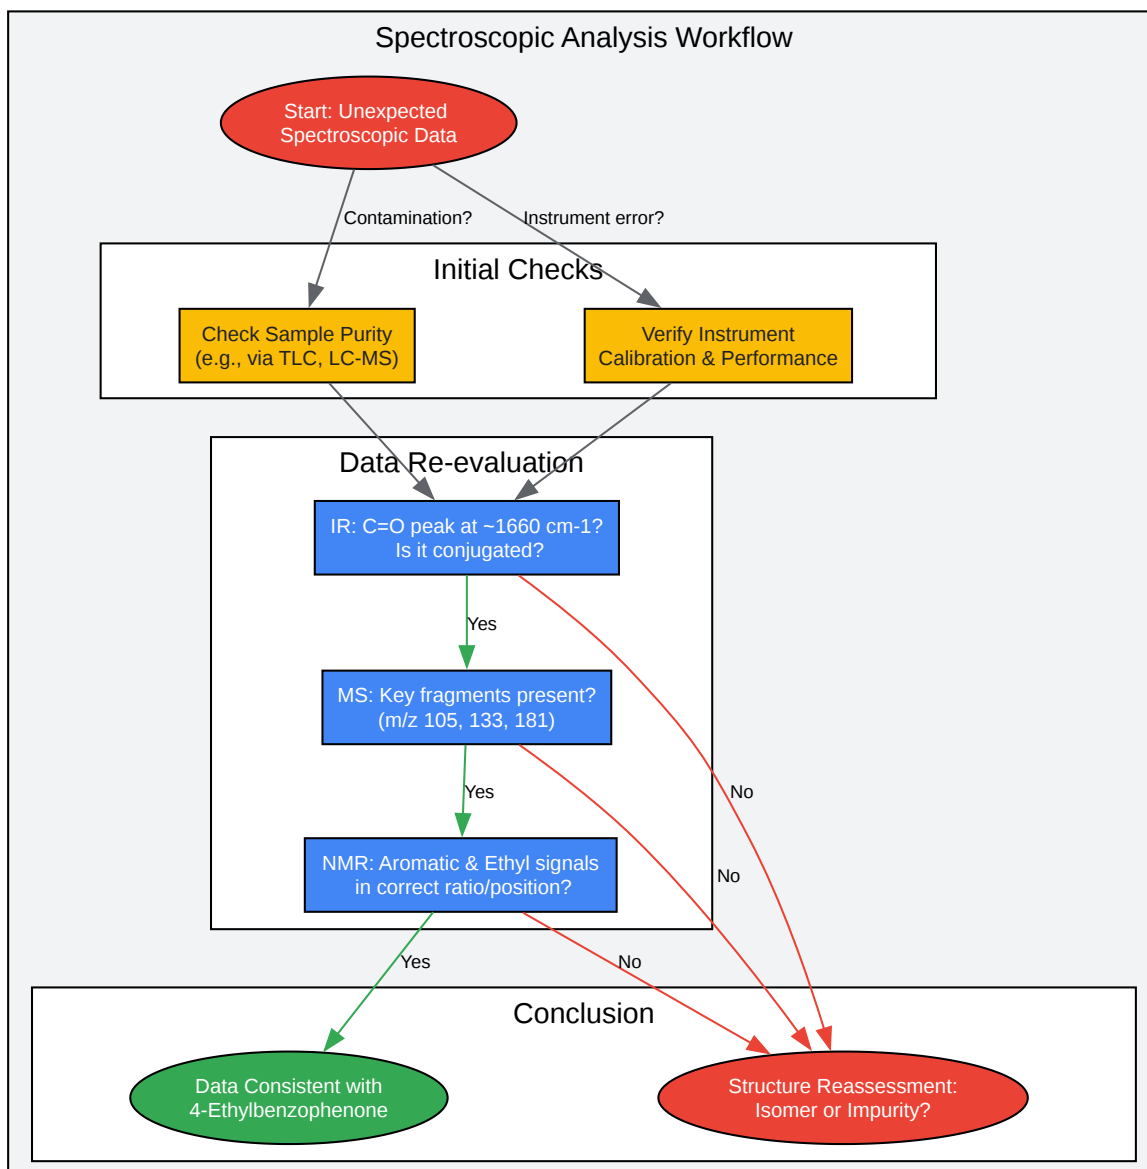 Spectroscopic Analysis Workflow
Start: Unexpected
Spectroscopic Data
Contamination?
Instrument error?
Initial Checks
Check Sample Purity
(e.g., via TLC, LC-MS)
Verify Instrument
Calibration & Performance
Data Re-evaluation
IR: C=O peak at ~1660 cm-1?
Is it conjugated?
Yes
MS: Key fragments present?
(m/z 105, 133, 181)
Yes
No
NMR: Aromatic & Ethyl signals
in correct ratio/position?
No
Yes
No
Conclusion
Data Consistent with
4-Ethylbenzophenone
Structure Reassessment:
Isomer or Impurity?